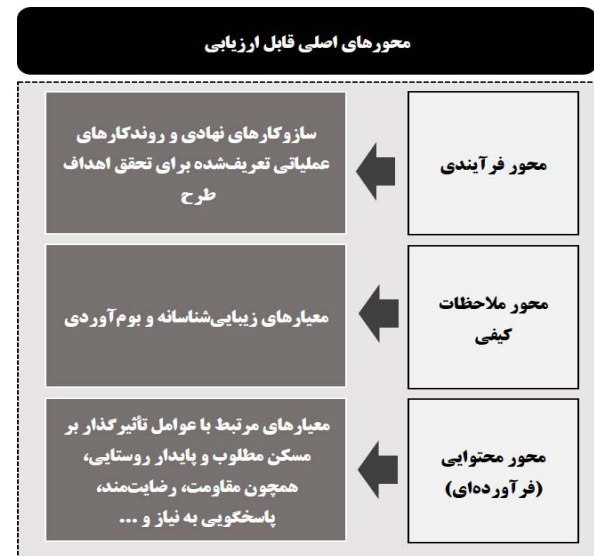 محورهای اصلی قابل ارزیابی
محور فرآیندی
سازوکارهای نهادی و روندکارهای
عملیاتی تعریف‌شده برای تحقق اهداف
طرح
محور ملاحظات
کیفی
معیارهای زیبایی‌شناسانه و بوم‌آوردی
محور محتوایی
(فرآورده‌ای)
معیارهای مرتبط با عوامل تأثیرگذار بر
مسکن مطلوب و پایدار روستایی،
همچون مقاومت، رضایت‌مند،
پاسخگویی به نیاز و ...